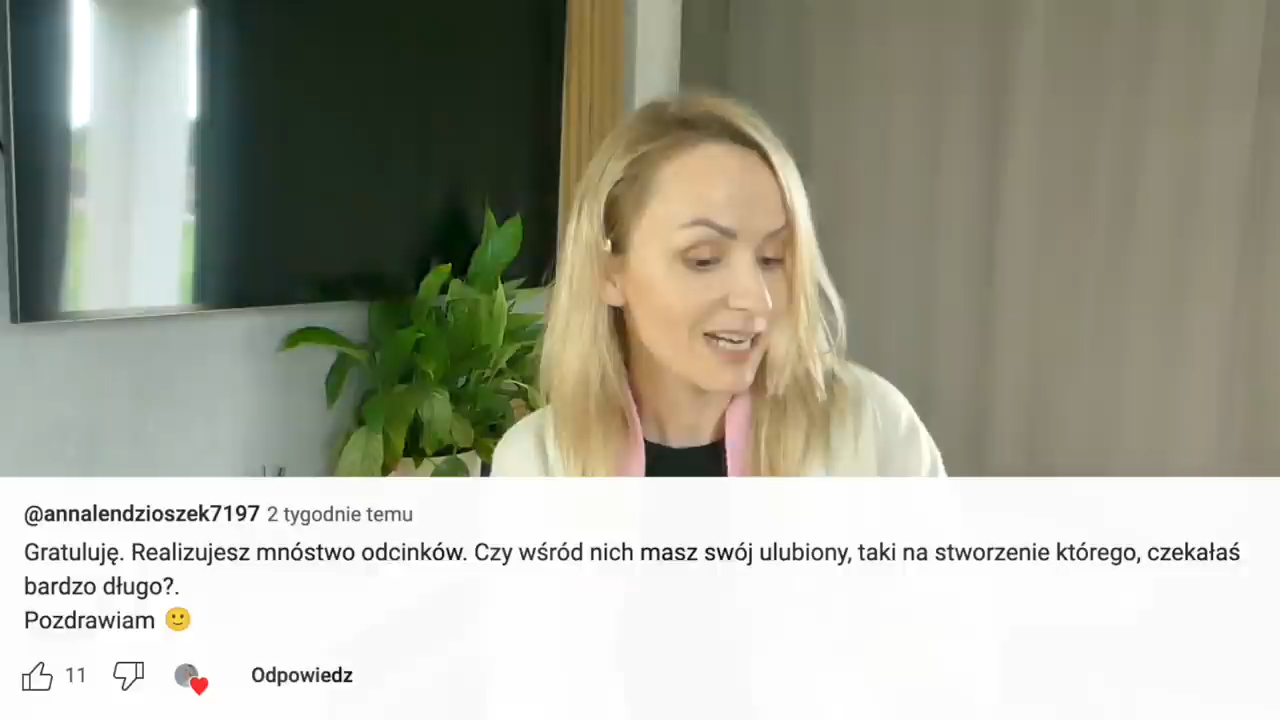 @annalendzioszek7197 2 tygodnie temu
Gratuluję. Realizujesz mnóstwo odcinków. Czy wśród nich masz swój ulubiony, taki na stworzenie którego, czekałaś
bardzo długo?.
Pozdrawiam 🙂
11 Odpowiedz